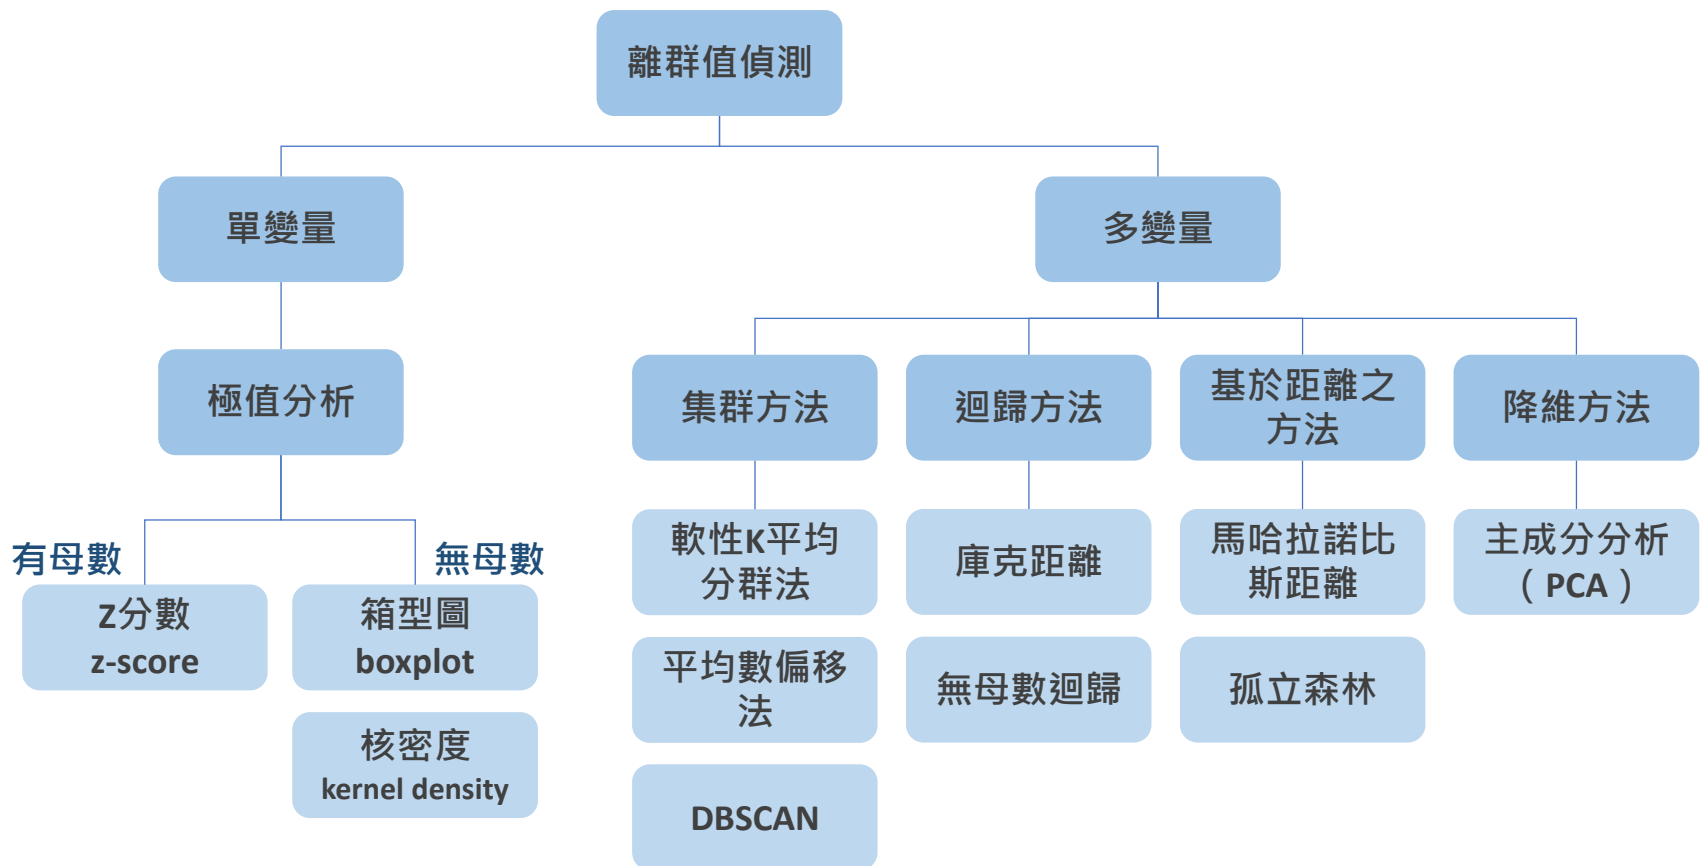 離群值偵測
單變量
多變量
極值分析
集群方法
迴歸方法
基於距離之
方法
降維方法
有母數
無母數
Z分數
z-score
箱型圖
boxplot
核密度
kernel density
軟性K平均
分群法
平均數偏移
法
DBSCAN
庫克距離
無母數迴歸
馬哈拉諾比
斯距離
孤立森林
主成分分析
（PCA）